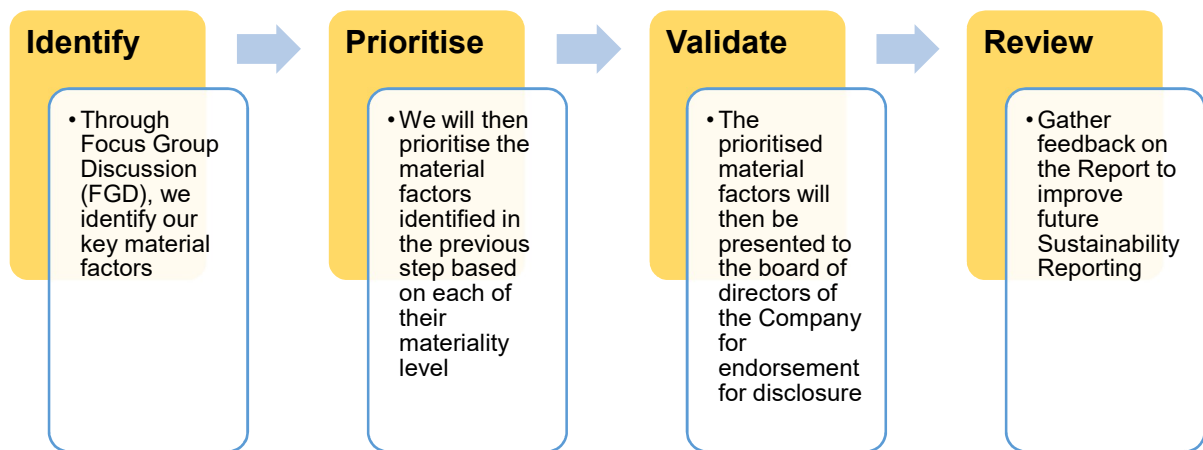 Identify
• Through
Focus Group
Discussion
(FGD), we
identify our
key material
factors
Prioritise
• We will then
prioritise the
material
factors
identified in
the previous
step based
on each of
their
materiality
level
Validate
• The
prioritised
material
factors will
then be
presented to
the board of
directors of
the Company
for
endorsement
for disclosure
Review
• Gather
feedback on
the Report to
improve
future
Sustainability
Reporting